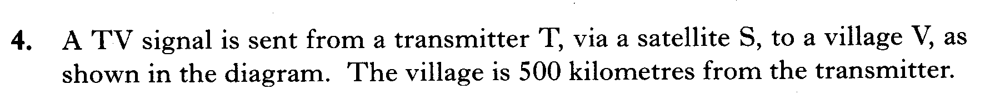 4. A TV signal is sent from a transmitter T, via a satellite S, to a village V, as
shown in the diagram. The village is 500 kilometres from the transmitter.